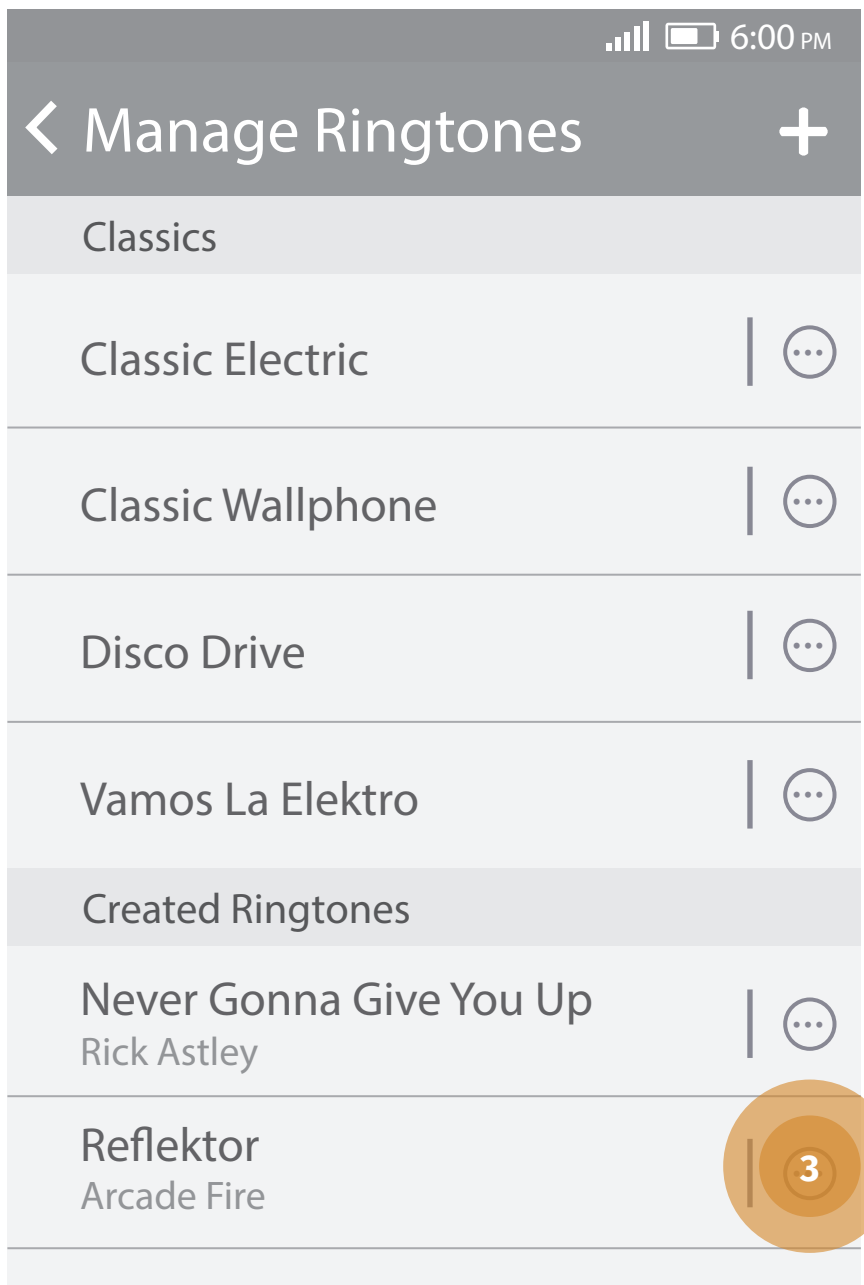 6:00 PM
Manage Ringtones
Classics
Classic Electric
Classic Wallphone
Disco Drive
Vamos La Elektro
Created Ringtones
Never Gonna Give You Up
Rick Astley
Reflektor
Arcade Fire
3